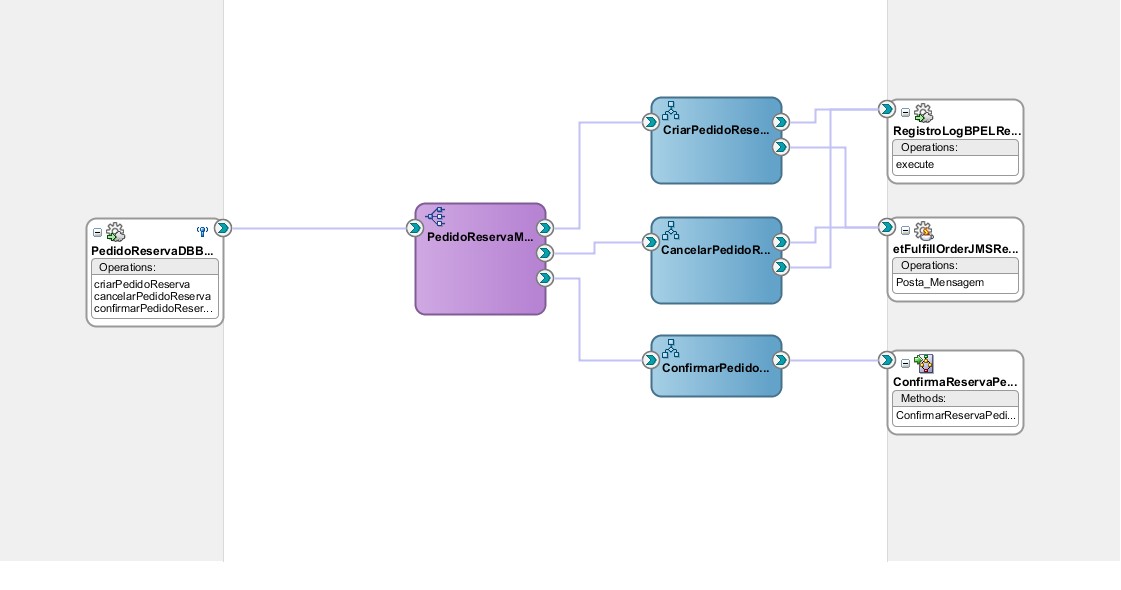 PedidoReservaDBB...
Operations:
criarPedidoReserva
cancelarPedidoReserva
confirmarPedidoReser...
PedidoReservaM...
CriarPedidoRese...
CancelarPedidoR...
ConfirmarPedido...
RegistroLogBPELRe...
Operations:
execute
etFulfillOrderJMSRe...
Operations:
Posta_Mensagem
ConfirmaReservaPe...
Methods:
ConfirmarReservaPedi...